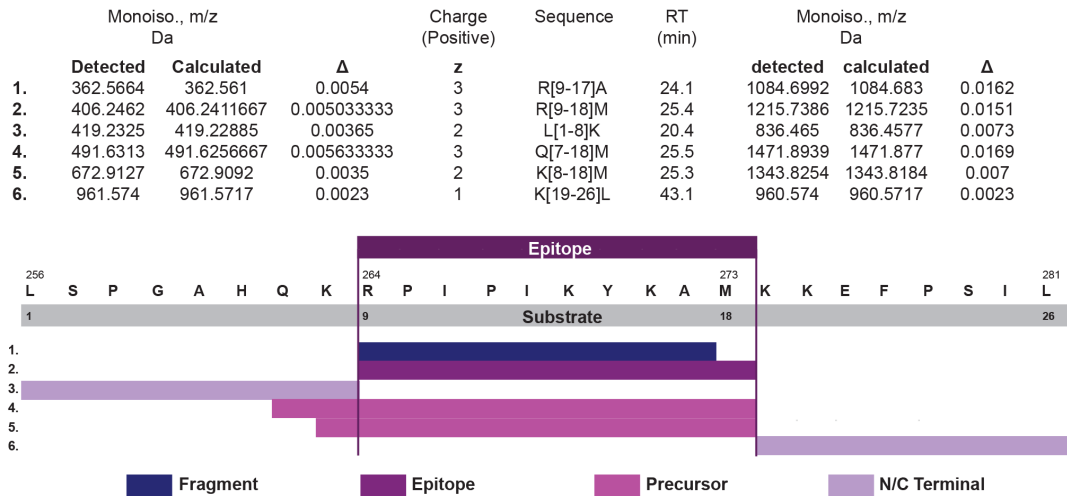 Monoiso., m/z Charge Sequence RT Monoiso., m/z
Da (Positive) (min) Da
Detected Calculated Δ z detected calculated Δ
1. 362.5664 362.561 0.0054 3 R[9-17]A 24.1 1084.6992 1084.683 0.0162
2. 406.2462 406.2411667 0.005033333 3 R[9-18]M 25.4 1215.7386 1215.7235 0.0151
3. 419.2325 419.22885 0.00365 2 L[1-8]K 20.4 836.465 836.4577 0.0073
4. 491.6313 491.6256667 0.005633333 3 Q[7-18]M 25.5 1471.8939 1471.877 0.0169
5. 672.9127 672.9092 0.0035 2 K[8-18]M 25.3 1343.8254 1343.8184 0.007
6. 961.574 961.5717 0.0023 1 K[19-26]L 43.1 960.574 960.5717 0.0023
Epitope
256 264 273 281
L S P G A H Q K R P I P I K Y K A M K K E F P S I L
1 9 Substrate 18 26
1.
2.
3.
4.
5.
6.
Fragment Epitope Precursor N/C Terminal